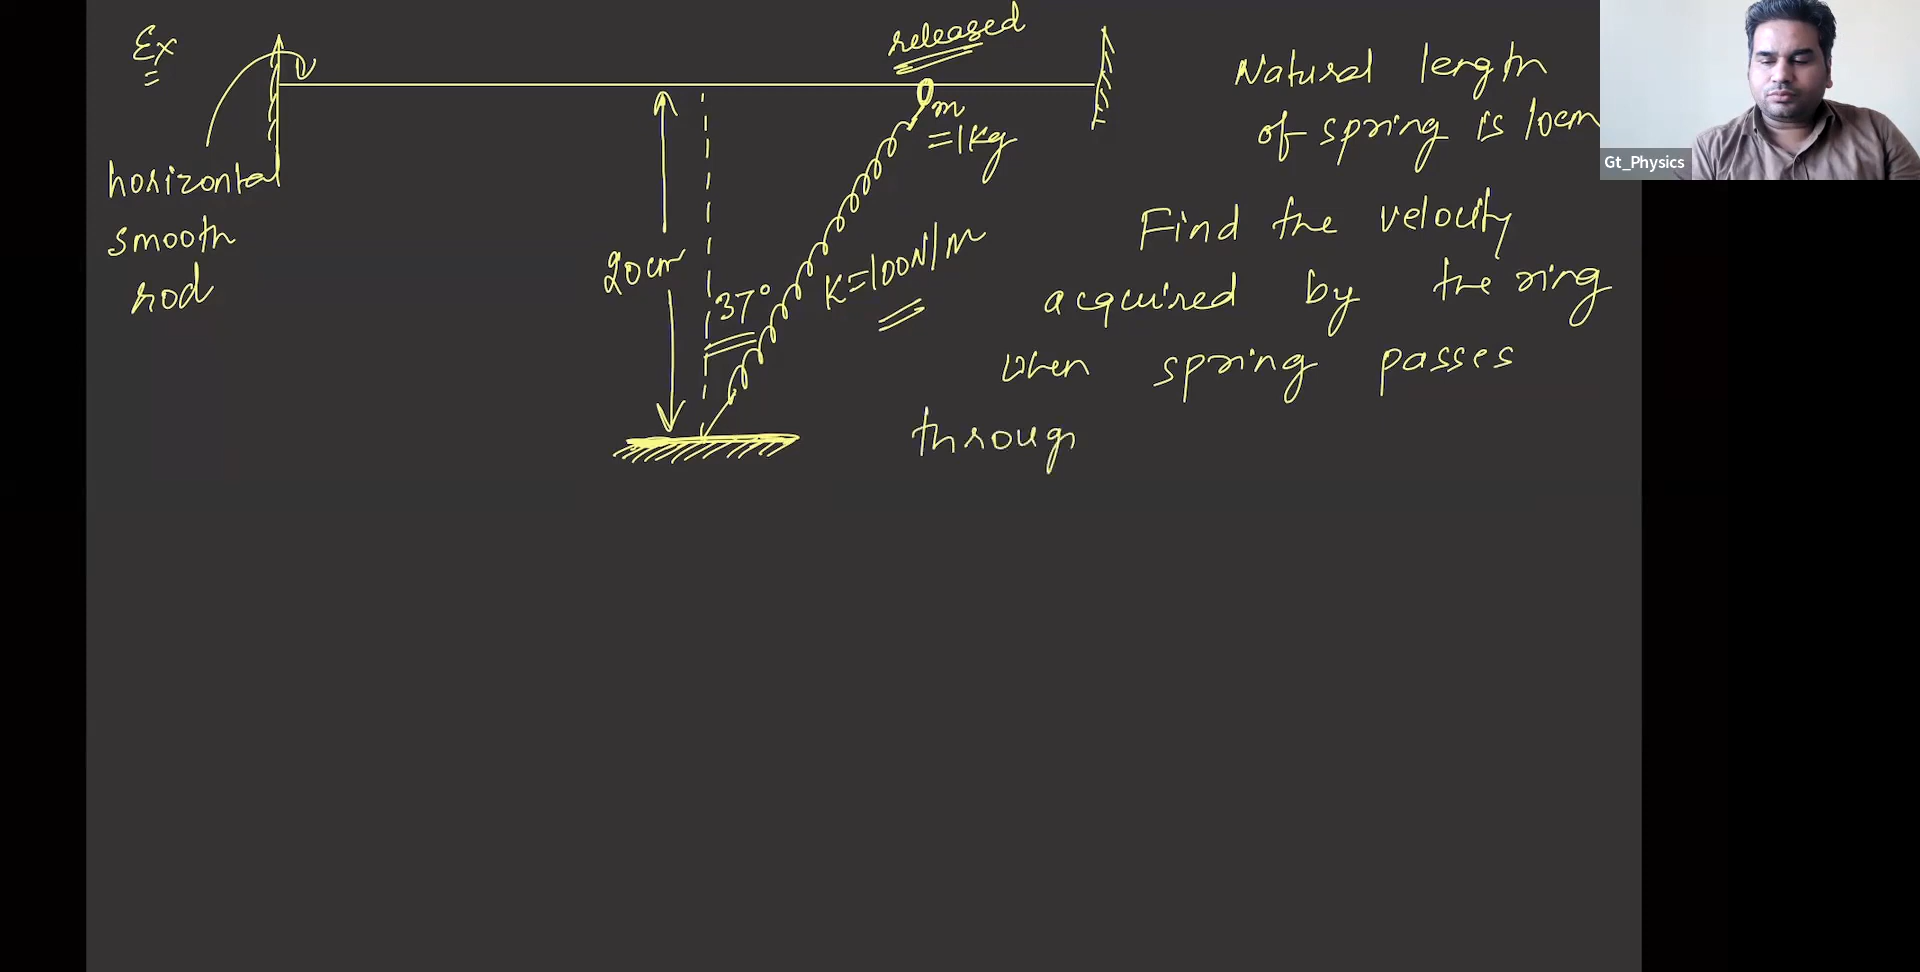 Ex
released
m
=1kg
horizontal
smooth
rod
20cm
37°
K=100N/m
Natural length
of spring is 10cm
Find the velocity
acquired by the ring
when spring passes
throug
Gt_Physics